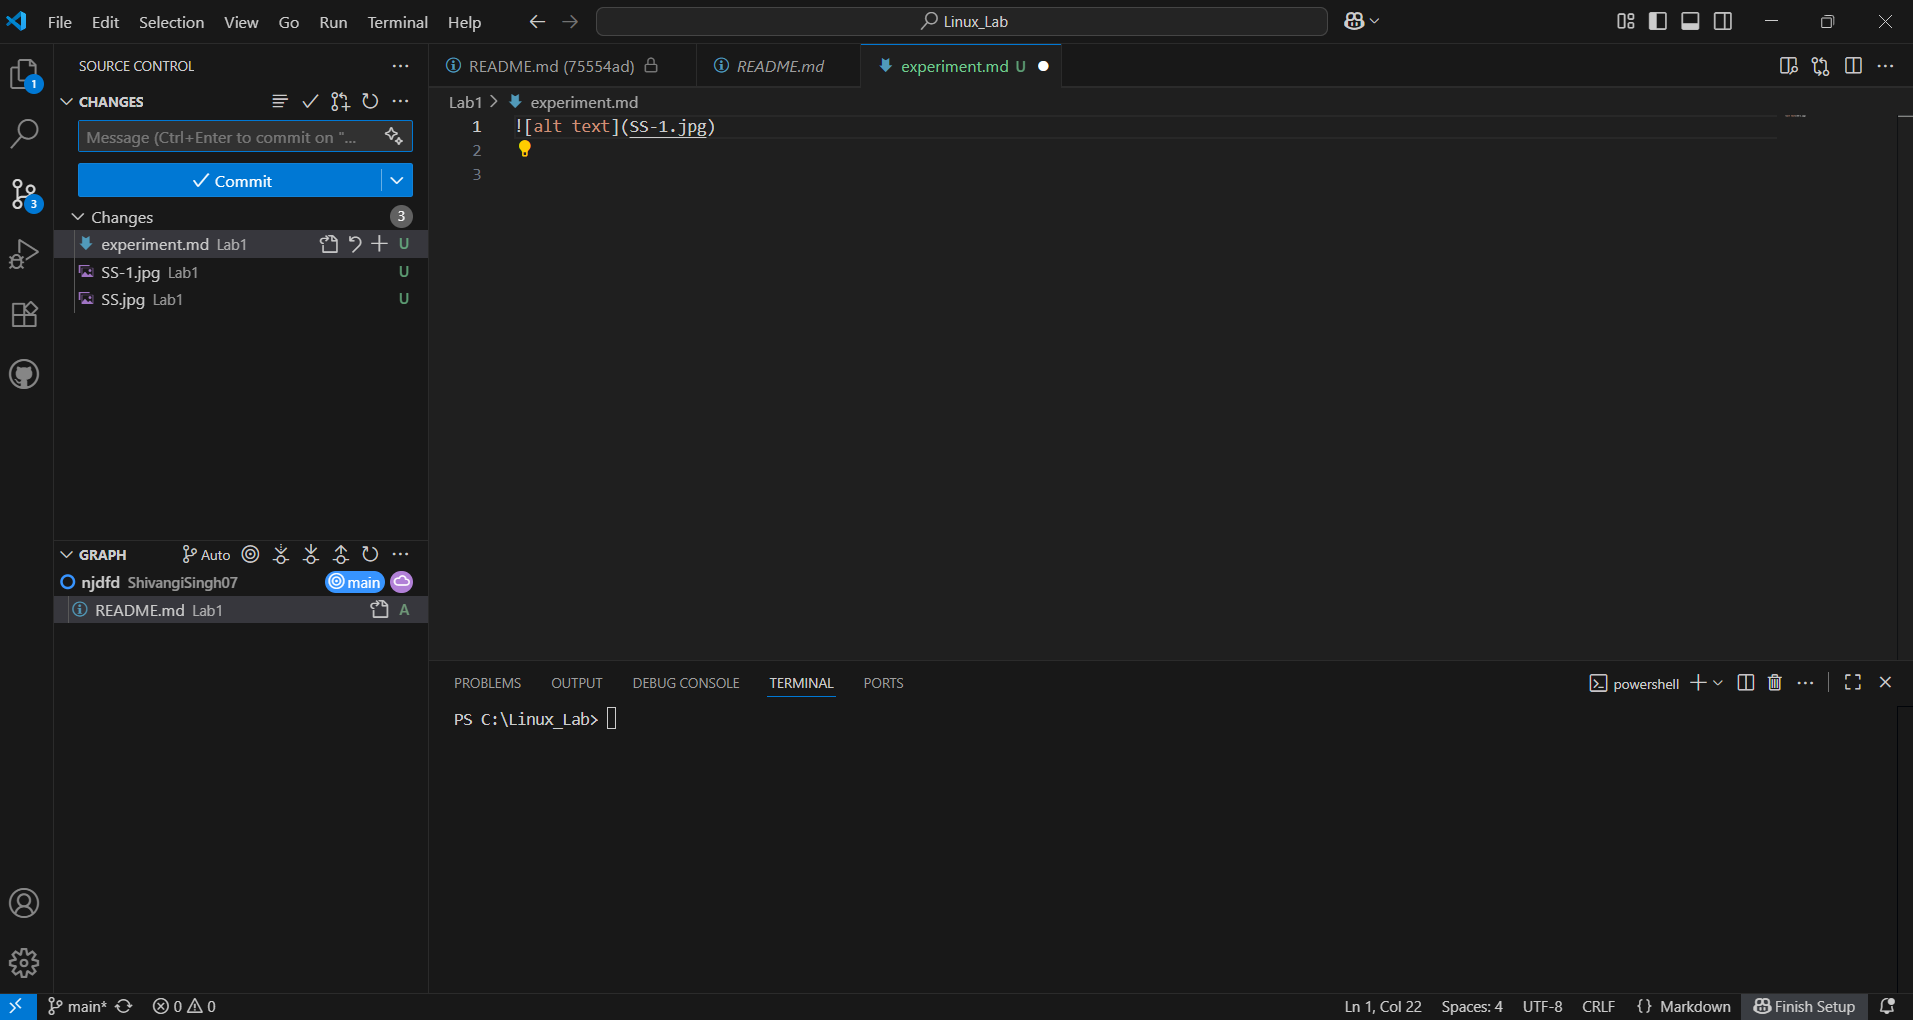 File Edit Selection View Go Run Terminal Help Linux_Lab
SOURCE CONTROL
CHANGES
Message (Ctrl+Enter to commit on "...
Commit
Changes 3
experiment.md Lab1 U
SS-1.jpg Lab1 U
SS.jpg Lab1 U
GRAPH Auto
njdfd ShivangiSingh07 main
README.md Lab1 A
1
3
README.md (75554ad) README.md experiment.md U
Lab1 > experiment.md
1 ![alt text](SS-1.jpg)
2
3
PROBLEMS OUTPUT DEBUG CONSOLE TERMINAL PORTS powershell
PS C:\Linux_Lab>
main* 0 0 Ln 1, Col 22 Spaces: 4 UTF-8 CRLF {} Markdown Finish Setup